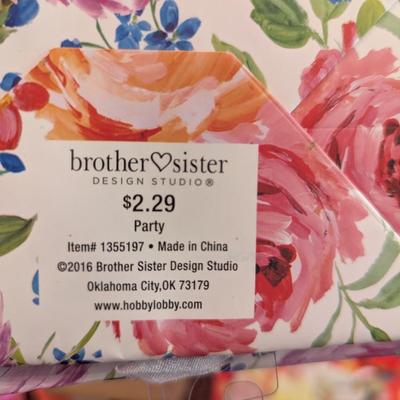 brother♡sister
DESIGN STUDIO®
$2.29
Party
Item# 1355197 • Made in China
©2016 Brother Sister Design Studio
Oklahoma City,OK 73179
www.hobbylobby.com